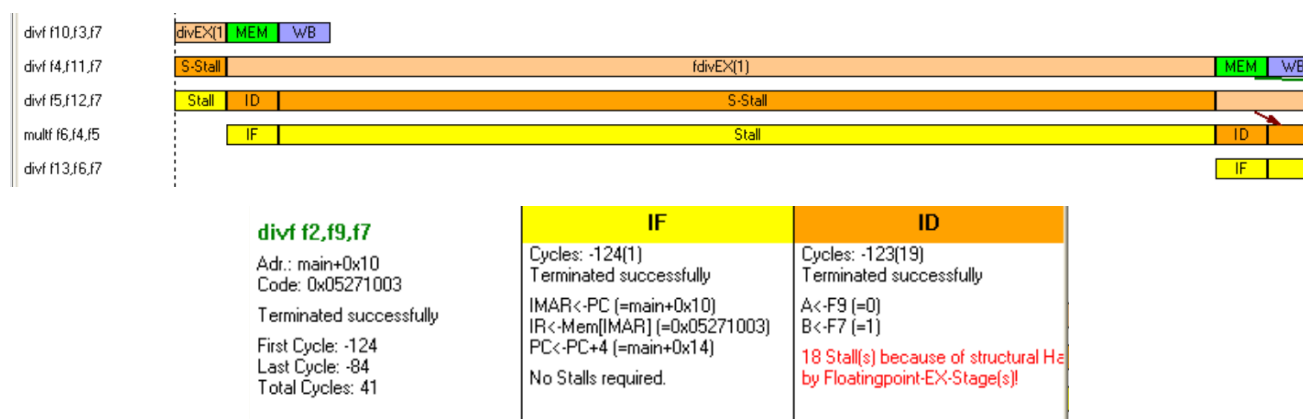 divf f10,f3,f7 divEX(1 MEM WB
divf f4,f11,f7 S-Stall fdivEX(1) MEM WB
divf f5,f12,f7 Stall ID S-Stall
multf f6,f4,f5 IF Stall ID
divf f13,f6,f7 IF
divf f2,f9,f7
Adr.: main+0x10
Code: 0x05271003
Terminated successfully
First Cycle: -124
Last Cycle: -84
Total Cycles: 41
IF
Cycles: -124(1)
Terminated successfully
IMAR<-PC (=main+0x10)
IR<-Mem[IMAR] (=0x05271003)
PC<-PC+4 (=main+0x14)
No Stalls required.
ID
Cycles: -123(19)
Terminated successfully
A<-F9 (=0)
B<-F7 (=1)
18 Stall(s) because of structural Ha
by Floatingpoint-EX-Stage(s)!